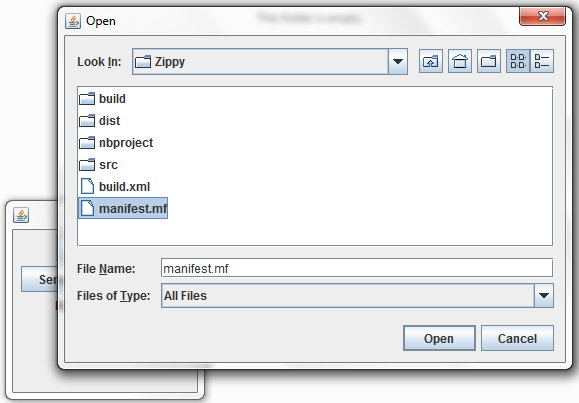 This folder is empty.
Open
Look In:
Zippy
build
dist
nbproject
src
build.xml
manifest.mf
File Name:
manifest.mf
Files of Type:
All Files
Open
Cancel
Ser